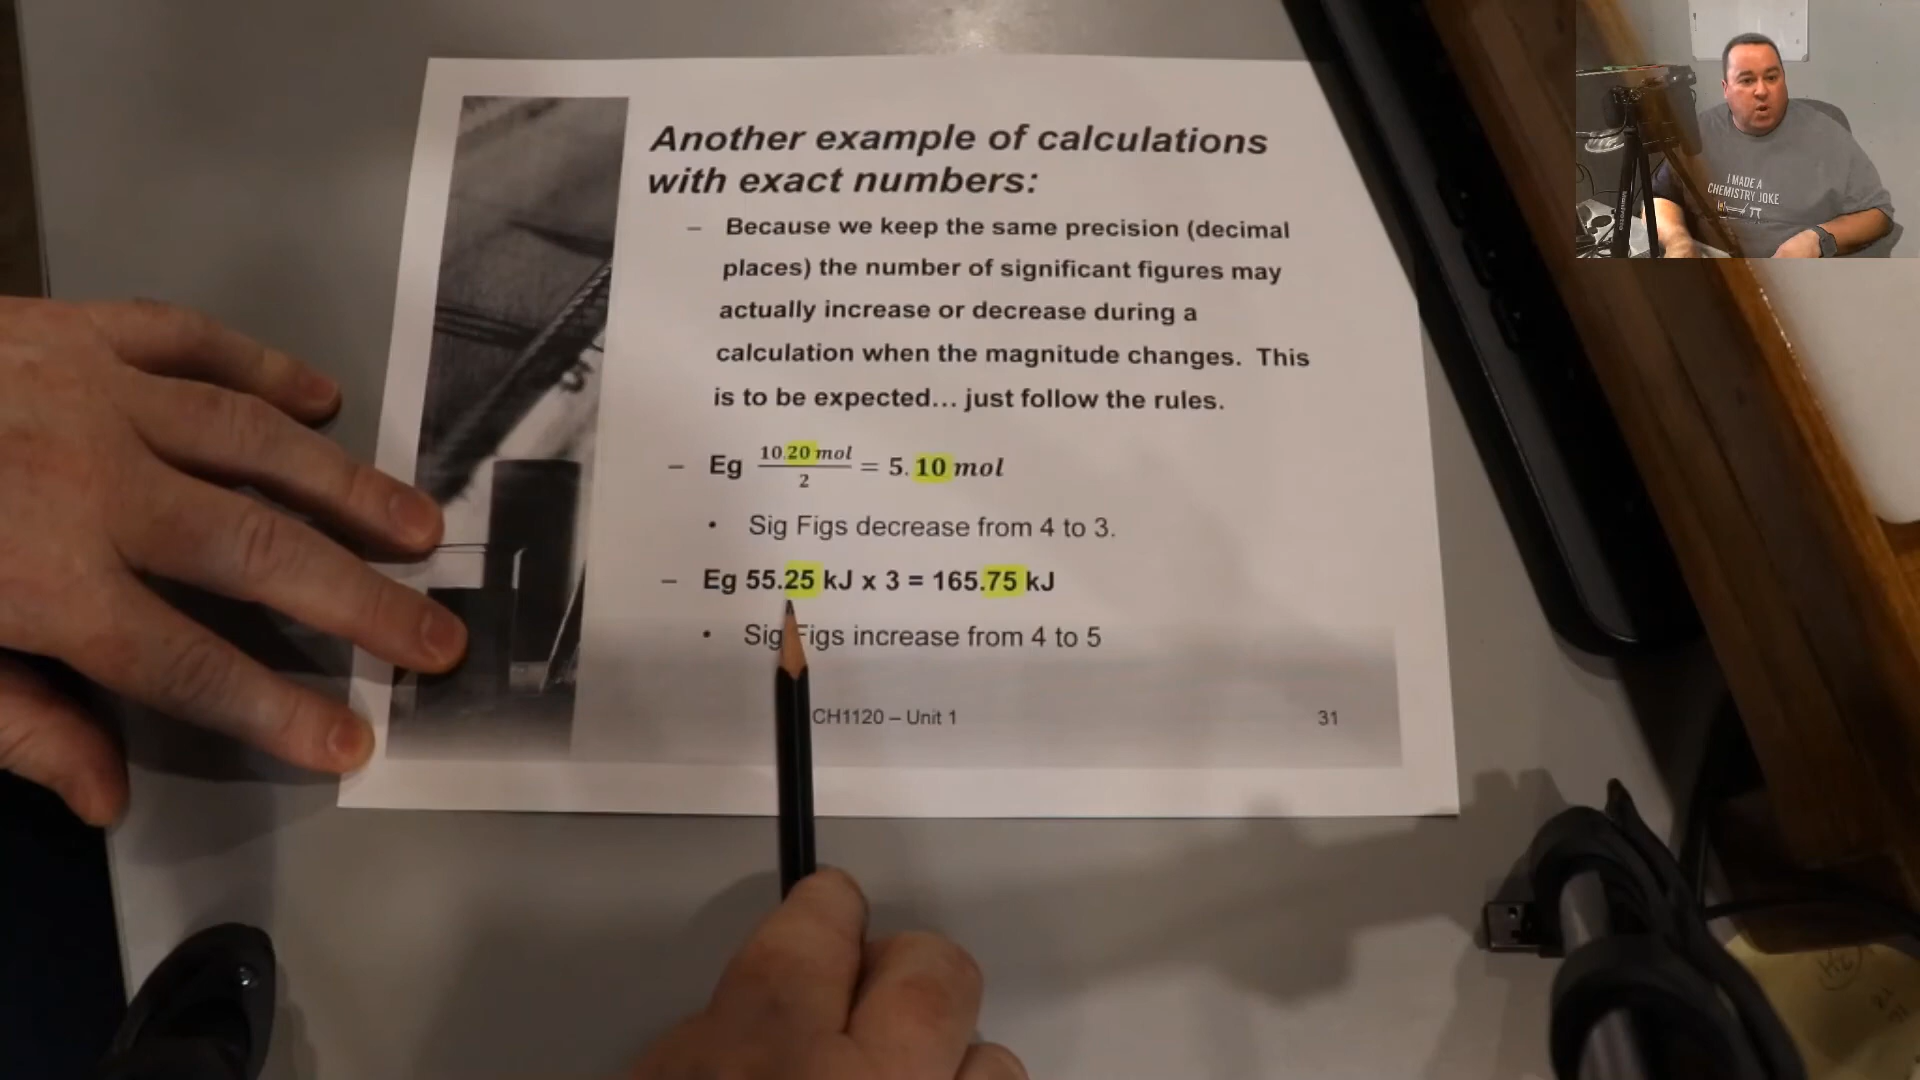 Another example of calculations
with exact numbers:
– Because we keep the same precision (decimal
places) the number of significant figures may
actually increase or decrease during a
calculation when the magnitude changes. This
is to be expected... just follow the rules.
– Eg 10.20 mol / 2 = 5.10 mol
• Sig Figs decrease from 4 to 3.
– Eg 55.25 kJ x 3 = 165.75 kJ
• Sig Figs increase from 4 to 5
CH1120 – Unit 1
31
I MADE A
CHEMISTRY JOKE